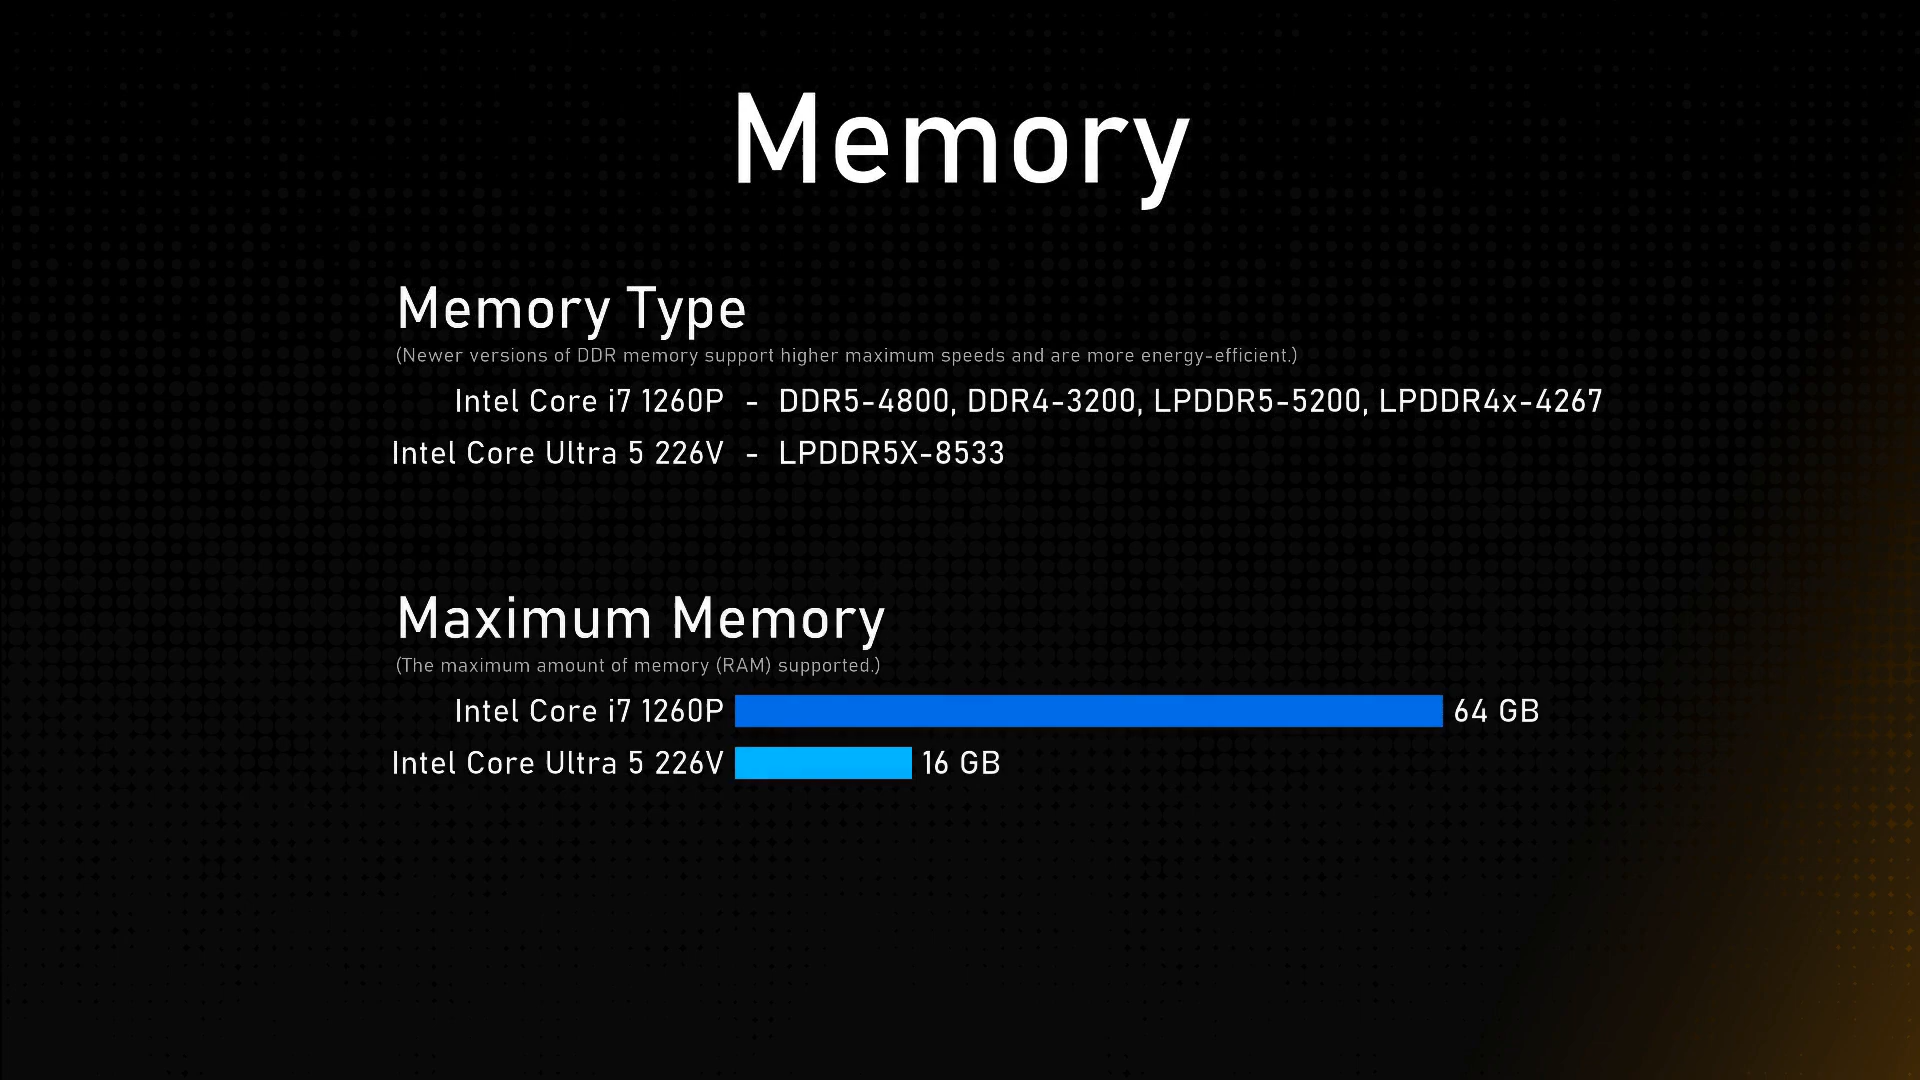 Memory
Memory Type
(Newer versions of DDR memory support higher maximum speeds and are more energy-efficient.)
Intel Core i7 1260P - DDR5-4800, DDR4-3200, LPDDR5-5200, LPDDR4x-4267
Intel Core Ultra 5 226V - LPDDR5X-8533
Maximum Memory
(The maximum amount of memory (RAM) supported.)
Intel Core i7 1260P 64 GB
Intel Core Ultra 5 226V 16 GB